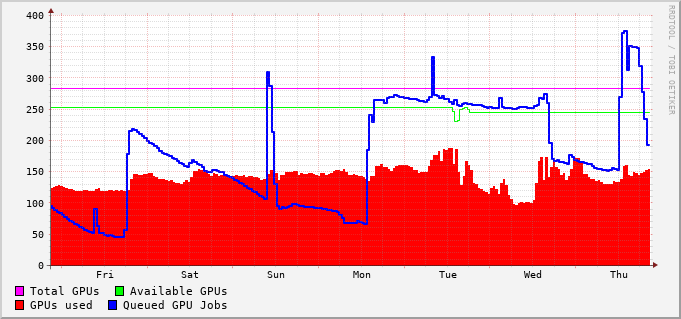 RRDTOOL / TOBI OETIKER
400
350
300
250
200
150
100
50
0
Fri Sat Sun Mon Tue Wed Thu
Total GPUs Available GPUs
GPUs used Queued GPU Jobs